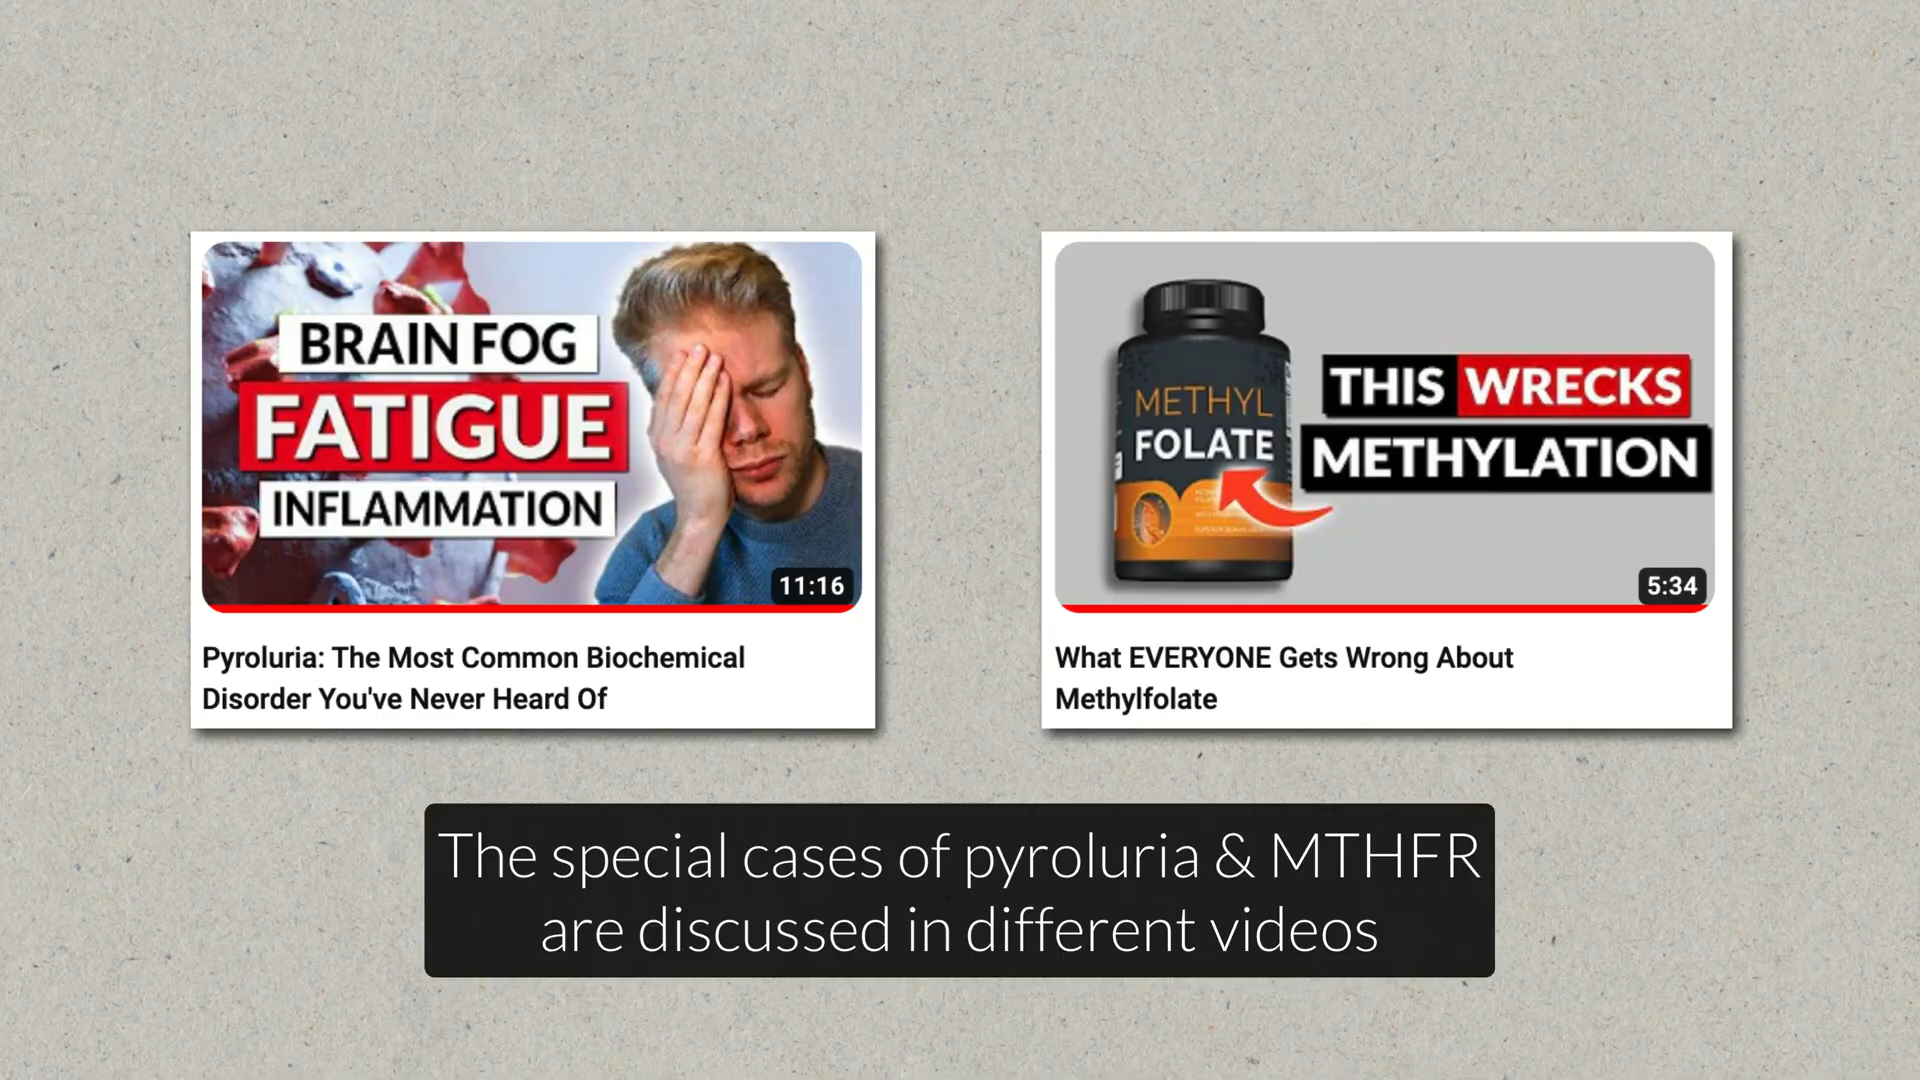 BRAIN FOG
FATIGUE
INFLAMMATION
11:16
Pyroluria: The Most Common Biochemical
Disorder You've Never Heard Of
METHYL
FOLATE
THIS WRECKS
METHYLATION
5:34
What EVERYONE Gets Wrong About
Methylfolate
The special cases of pyroluria & MTHFR
are discussed in different videos